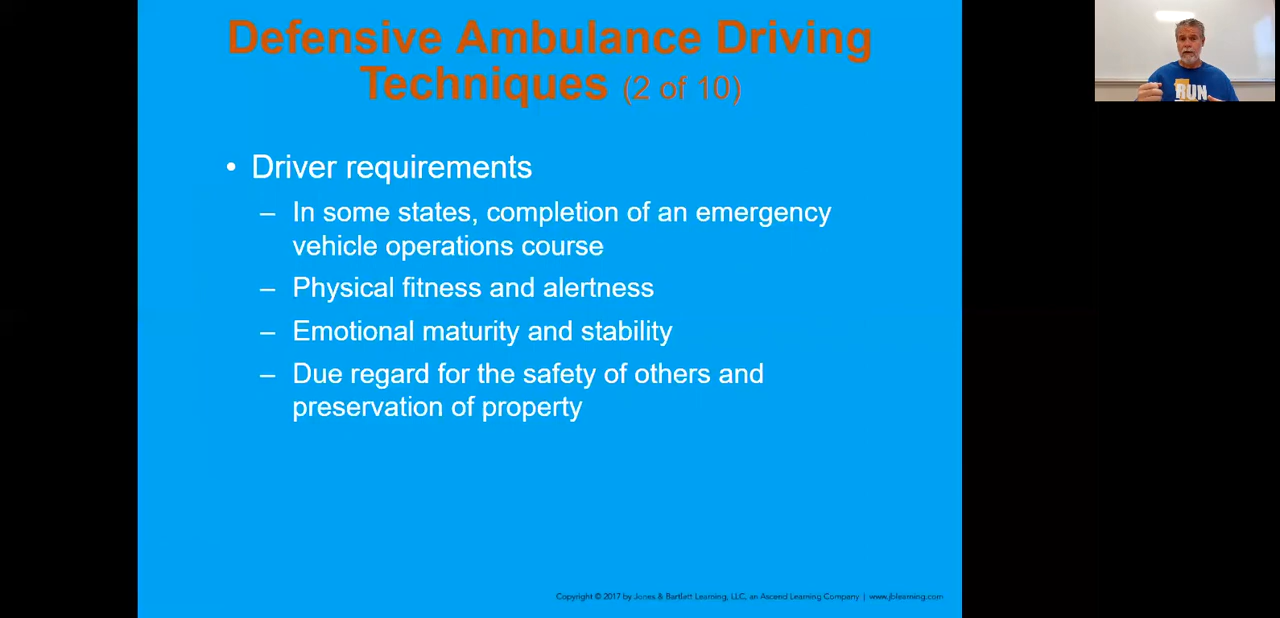 Defensive Ambulance Driving
Techniques (2 of 10)
• Driver requirements
– In some states, completion of an emergency
vehicle operations course
– Physical fitness and alertness
– Emotional maturity and stability
– Due regard for the safety of others and
preservation of property
Copyright © 2017 by Jones & Bartlett Learning, LLC, an Ascend Learning Company | www.jblearning.com
RUN